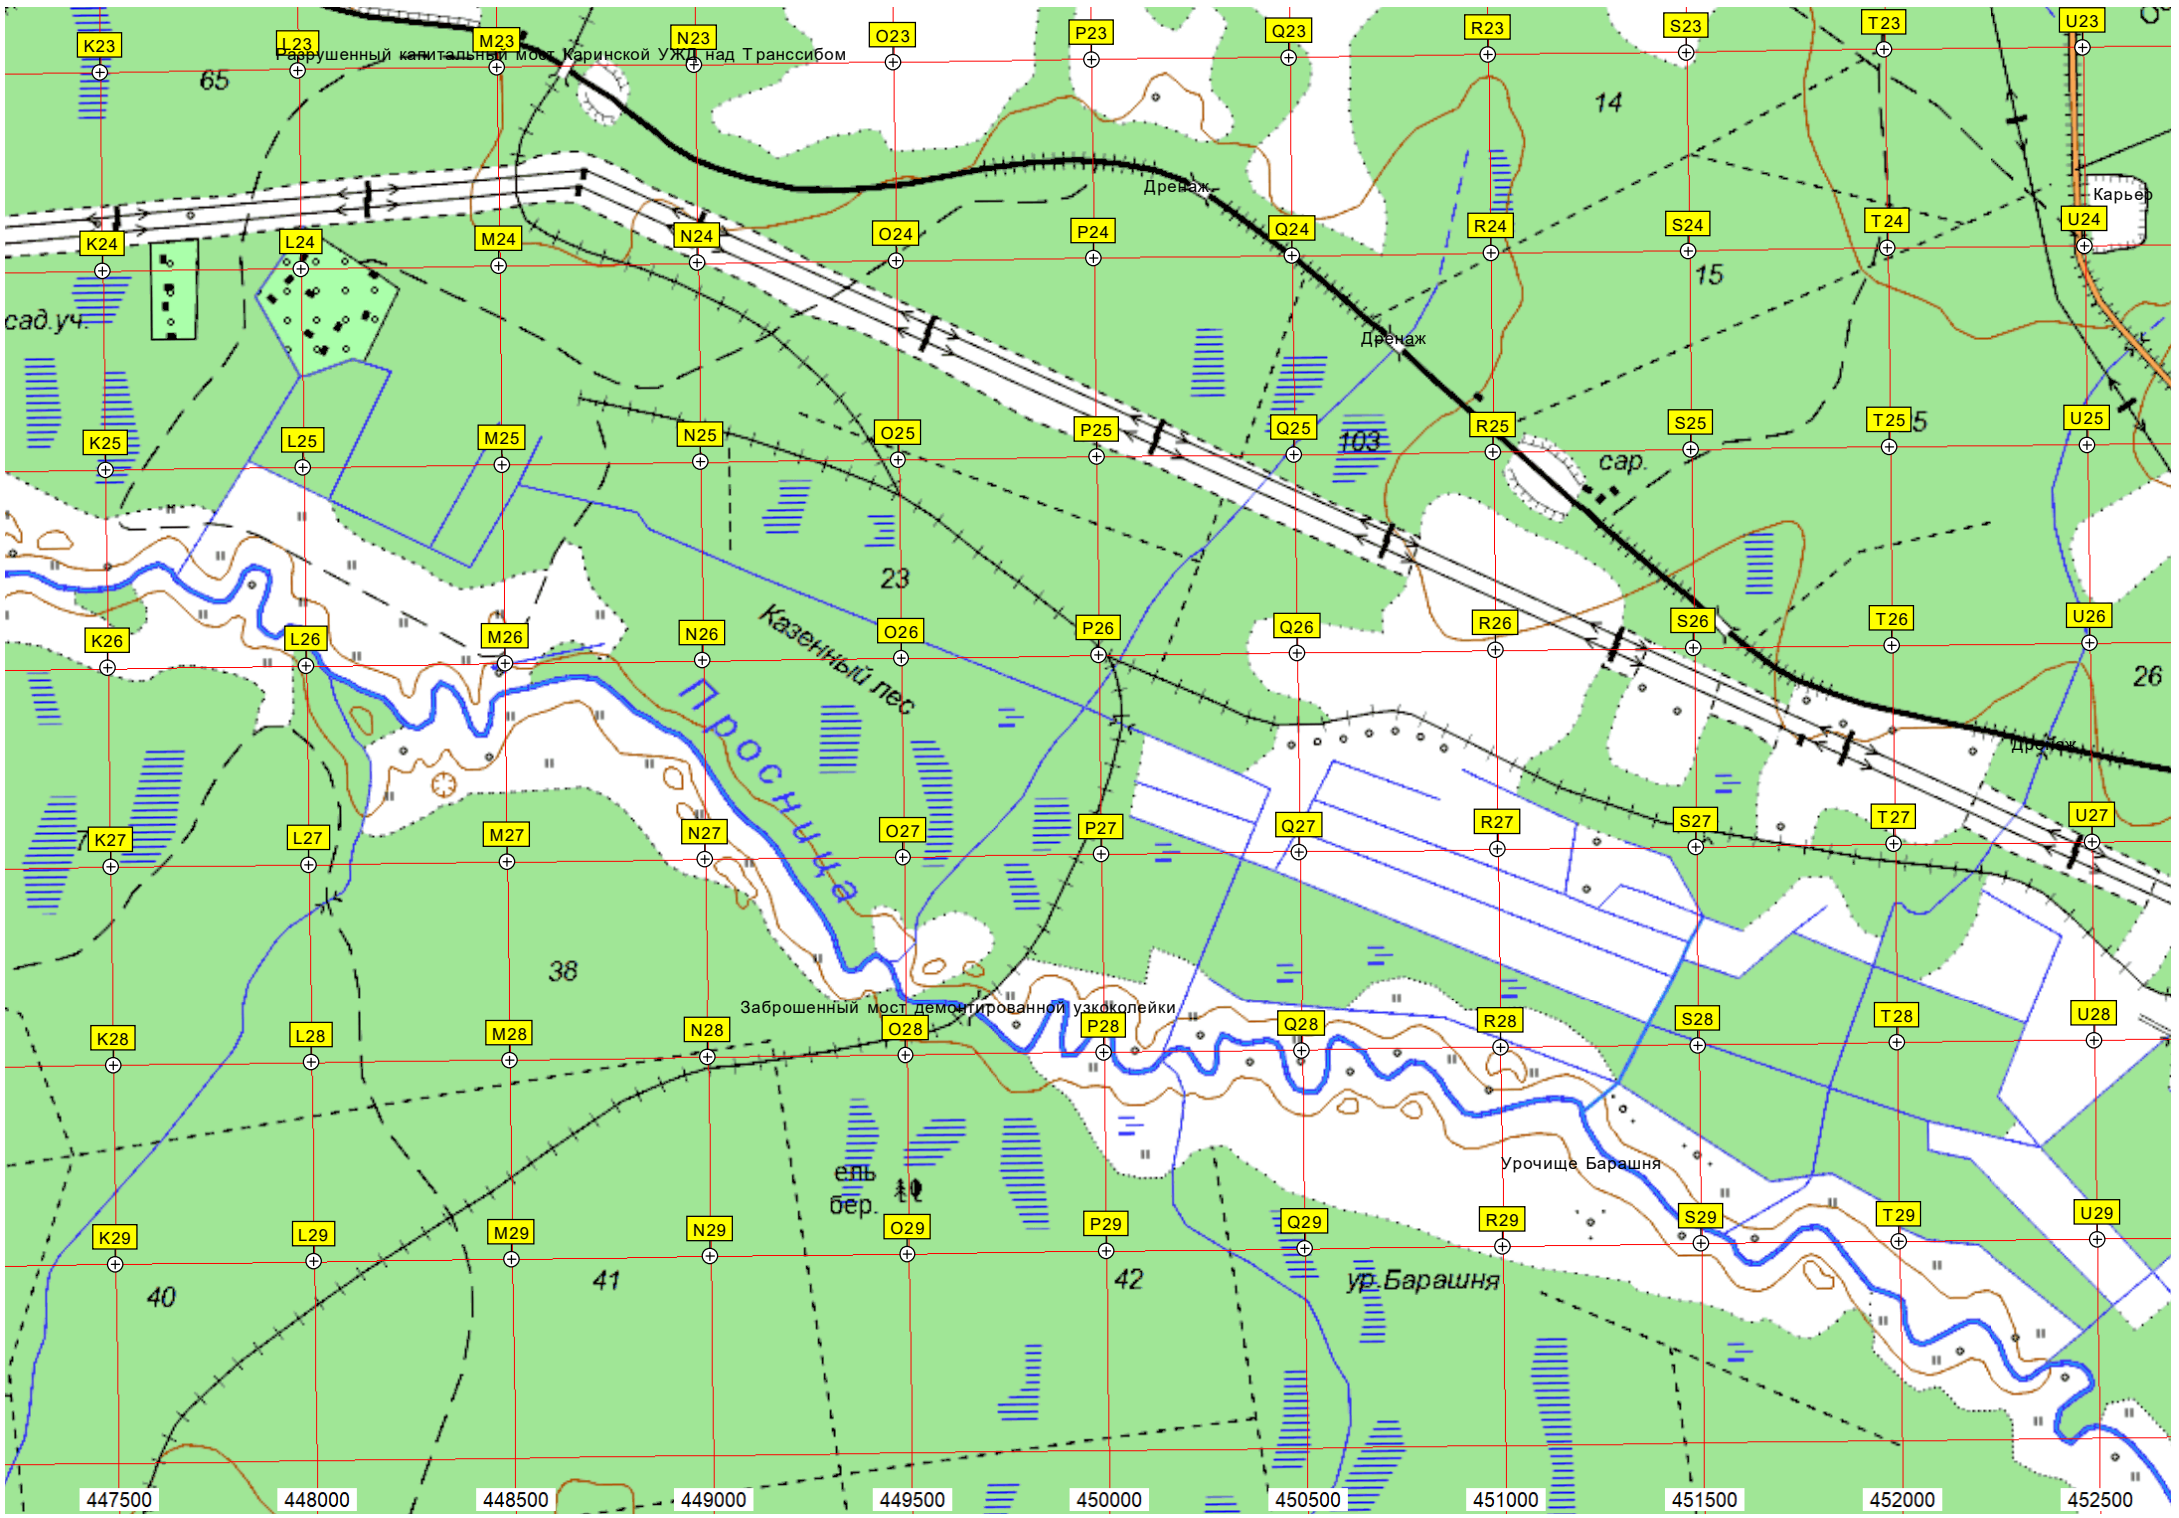 K23 L23 M23 N23 O23 P23 Q23 R23 S23 T23 U23
Разрушенный капитальный мост Каринской УЖД над Транссибом
65
14
Дренаж
Карьер
K24 L24 M24 N24 O24 P24 Q24 R24 S24 T24 U24
15
сад.уч.
Дренаж
K25 L25 M25 N25 O25 P25 Q25 R25 S25 T25 U25
103
5
сар.
23
Казенный лес
K26 L26 M26 N26 O26 P26 Q26 R26 S26 T26 U26
26
Просница
Дренаж
K27 L27 M27 N27 O27 P27 Q27 R27 S27 T27 U27
7
38
Заброшенный мост демонтированной узкоколейки
K28 L28 M28 N28 O28 P28 Q28 R28 S28 T28 U28
ель
бер.
Урочище Барашня
K29 L29 M29 N29 O29 P29 Q29 R29 S29 T29 U29
40
41
42
ур.Барашня
447500 448000 448500 449000 449500 450000 450500 451000 451500 452000 452500